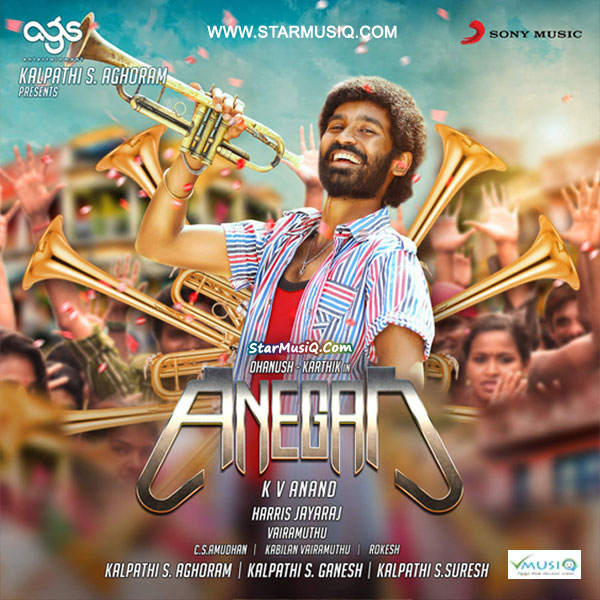 WWW.STARMUSIQ.COM
ags
entertainment
SONY MUSIC
KALPATHI S. AGHORAM
PRESENTS
StarMusiQ.Com
DHANUSH - KARTHIK IN
ANEGAN
K V ANAND
HARRIS JAYARAJ
VAIRAMUTHU
C.S.AMUDHAN | KABILAN VAIRAMUTHU | ROKESH
KALPATHI S. AGHORAM | KALPATHI S. GANESH | KALPATHI S.SURESH
VMUSIQ